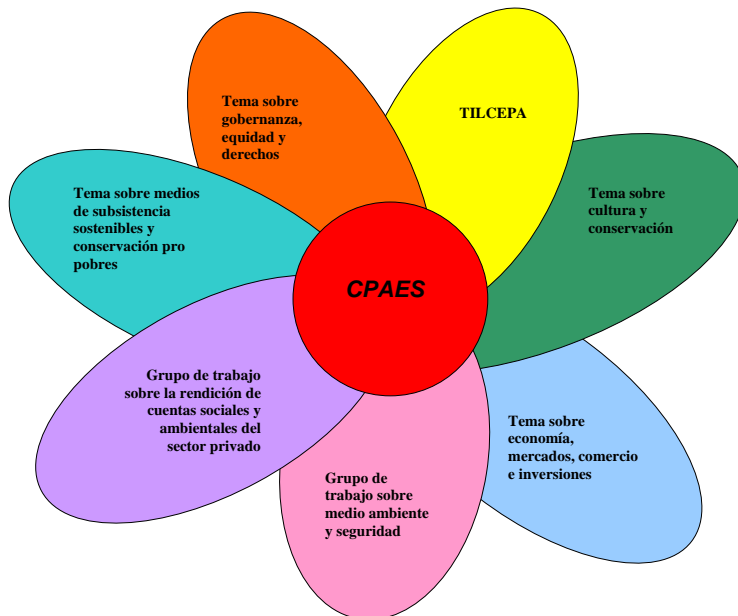 Tema sobre
gobernanza,
equidad y
derechos
TILCEPA
Tema sobre
cultura y
conservación
Tema sobre medios
de subsistencia
sostenibles y
conservación pro
pobres
CPAES
Grupo de trabajo
sobre la rendición de
cuentas sociales y
ambientales del
sector privado
Tema sobre
economía,
mercados, comercio
e inversiones
Grupo de
trabajo sobre
medio ambiente
y seguridad